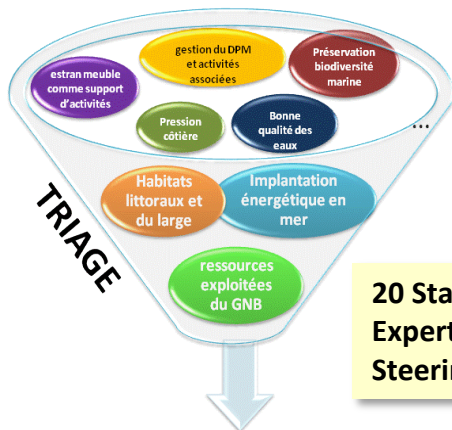 gestion du DPM
et activités
associées
Préservation
biodiversité
marine
estran meuble
comme support
d'activités
Pression
côtière
Bonne
qualité des
eaux
...
Habitats
littoraux et
du large
Implantation
énergétique en
mer
TRIAGE
ressources
exploitées
du GNB
20 Sta
Expert
Steerin